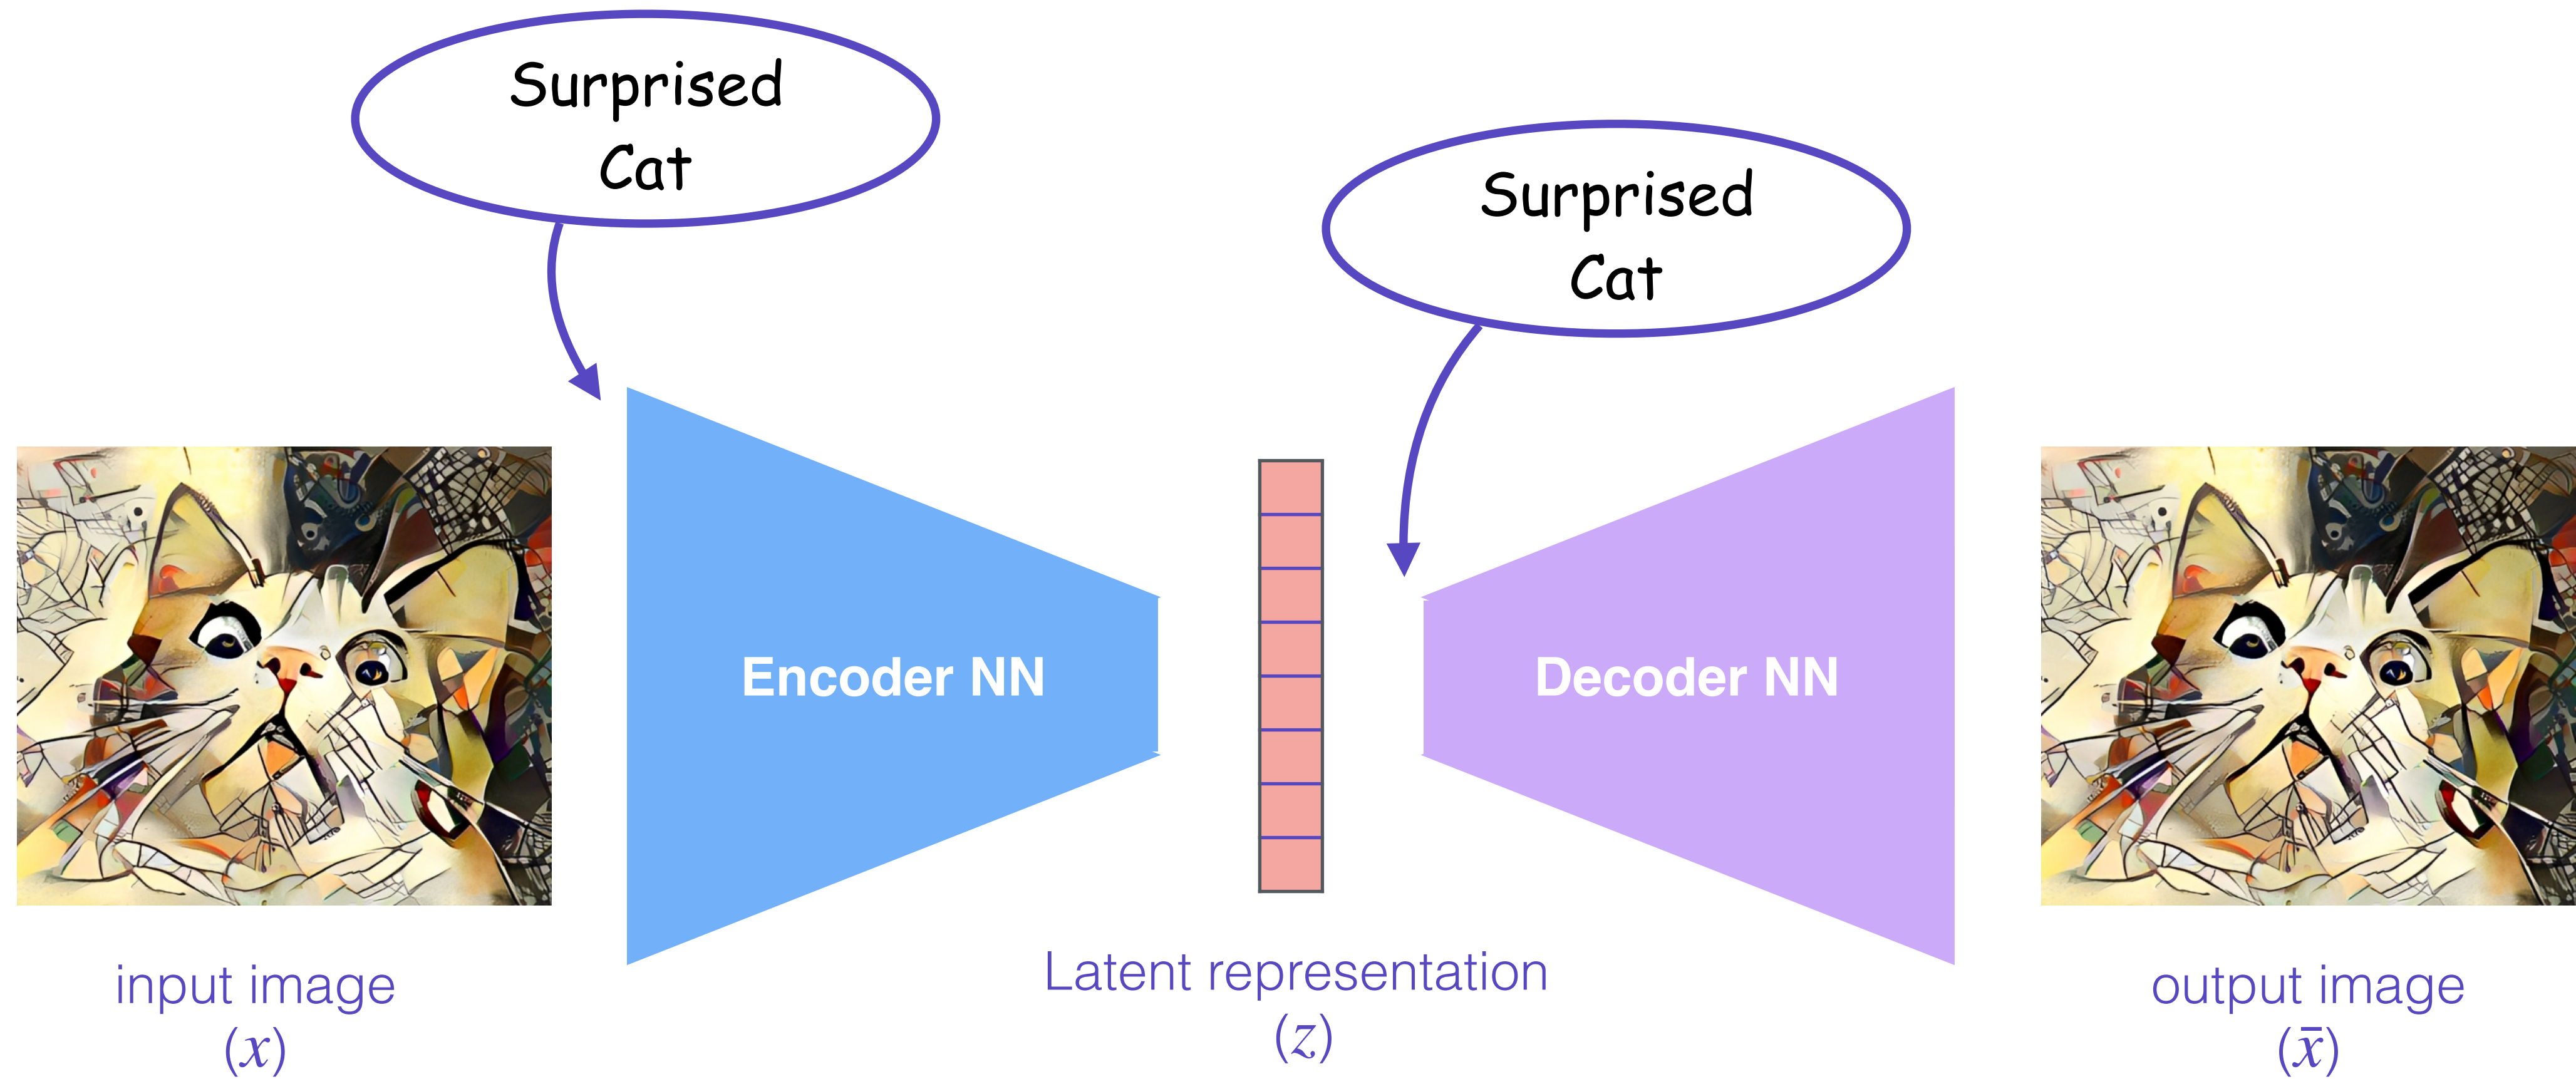 Surprised
Cat
Surprised
Cat
Encoder NN
Decoder NN
input image
(x)
Latent representation
(z)
output image
(x̄)